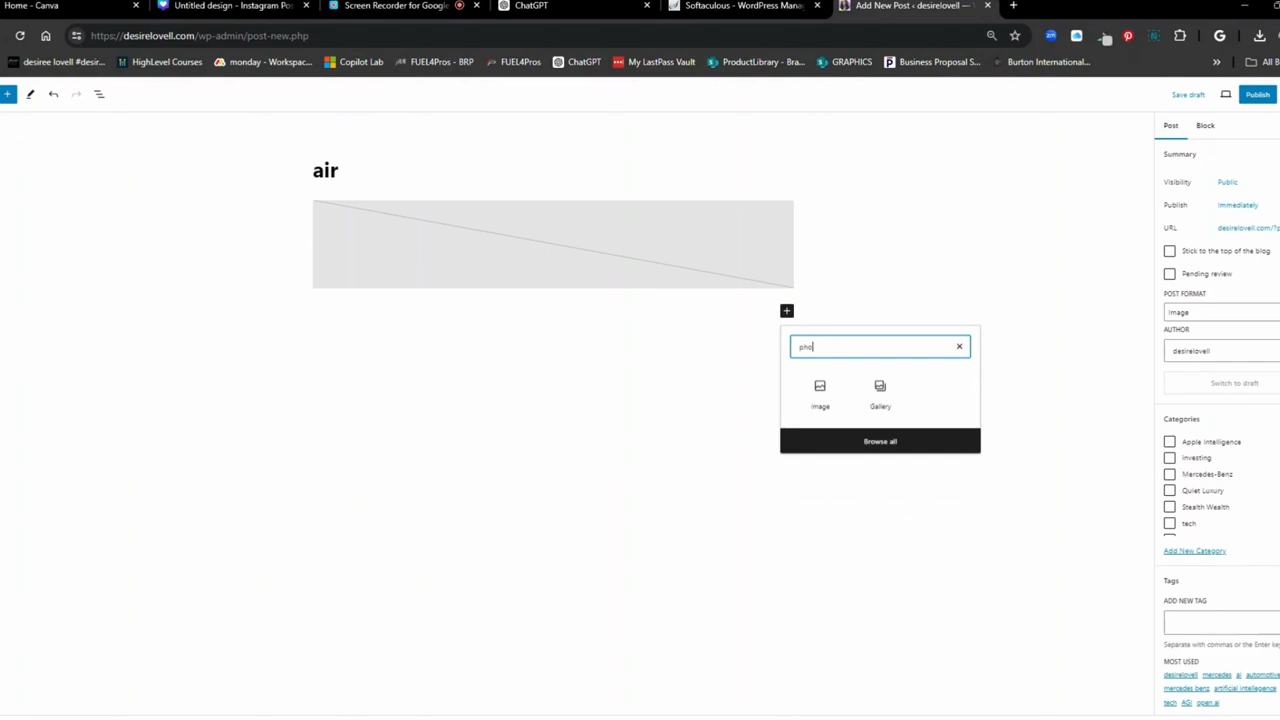 Home - Canva
Untitled design - Instagram Pos
Screen Recorder for Google
ChatGPT
Softaculous - WordPress Mana
Add New Post ‹ desirelovell —
https://desirelovell.com/wp-admin/post-new.php
desiree lovell #desir...
HighLevel Courses
monday - Workspac...
Copilot Lab
FUEL4Pros - BRP
FUEL4Pros
ChatGPT
My LastPass Vault
ProductLibrary - Bra...
GRAPHICS
Business Proposal S...
Burton International...
»
All B
Save draft
Publish
Post
Block
air
Summary
Visibility
Public
Publish
Immediately
URL
desirelovell.com/?p
Stick to the top of the blog
Pending review
POST FORMAT
Image
AUTHOR
desirelovell
Switch to draft
pho
Image
Gallery
Browse all
Categories
Apple Intelligence
investing
Mercedes-Benz
Quiet Luxury
Stealth Wealth
tech
Add New Category
Tags
ADD NEW TAG
Separate with commas or the Enter key
MOST USED
desirelovell mercedes ai automotive
mercedes benz artificial intellegence
tech AGI open ai